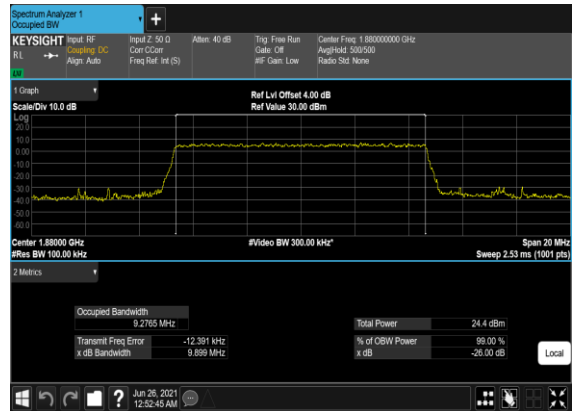 Spectrum Analyzer 1
Occupied BW
+
KEYSIGHT Input: RF Input Z: 50 Ω Atten: 40 dB Trig: Free Run Center Freq: 1.880000000 GHz
Coupling: DC Corr CCorr Gate: Off Avg|Hold: 500/500
RL Align: Auto Freq Ref: Int (S) #IF Gain: Low Radio Std: None
1 Graph
Ref Lvl Offset 4.00 dB
Scale/Div 10.0 dB Ref Value 30.00 dBm
Log
20.0
10.0
0.00
-10.0
-20.0
-30.0
-40.0
-50.0
-60.0
Center 1.88000 GHz #Video BW 300.00 kHz* Span 20 MHz
#Res BW 100.00 kHz Sweep 2.53 ms (1001 pts)
2 Metrics
Occupied Bandwidth
9.2765 MHz Total Power 24.4 dBm
Transmit Freq Error -12.391 kHz % of OBW Power 99.00 %
x dB Bandwidth 9.899 MHz x dB -26.00 dB
Local
? Jun 26, 2021
12:52:45 AM